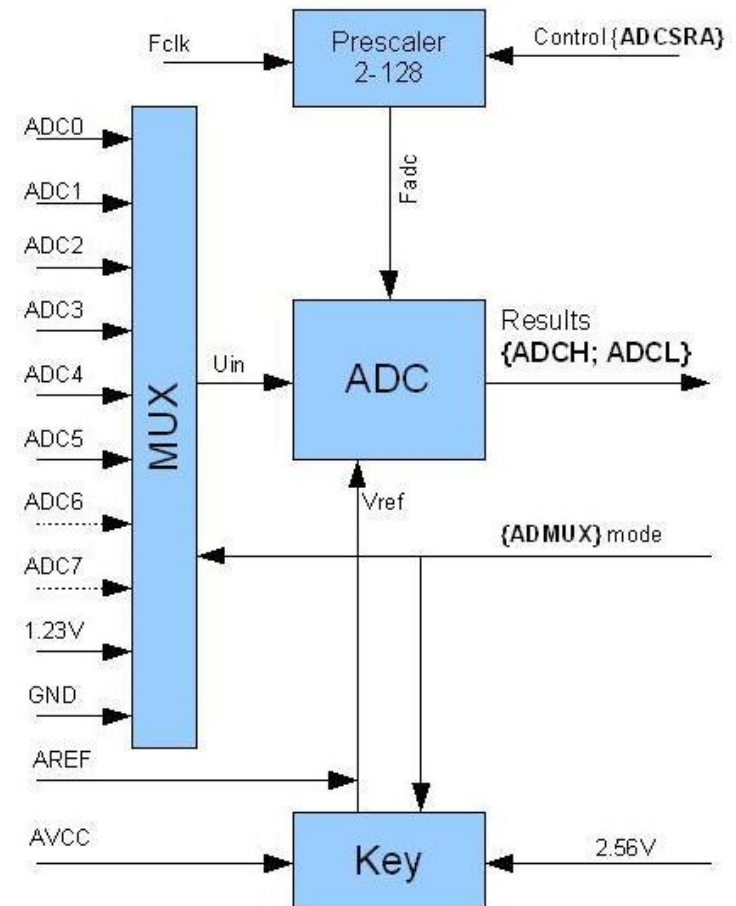 Fclk
Prescaler
2-128
Control {ADCSRA}
ADC0
ADC1
ADC2
ADC3
ADC4
ADC5
ADC6
ADC7
1.23V
GND
MUX
Fadc
Uin
ADC
Results
{ADCH; ADCL}
Vref
{ADMUX} mode
AREF
AVCC
Key
2.56V